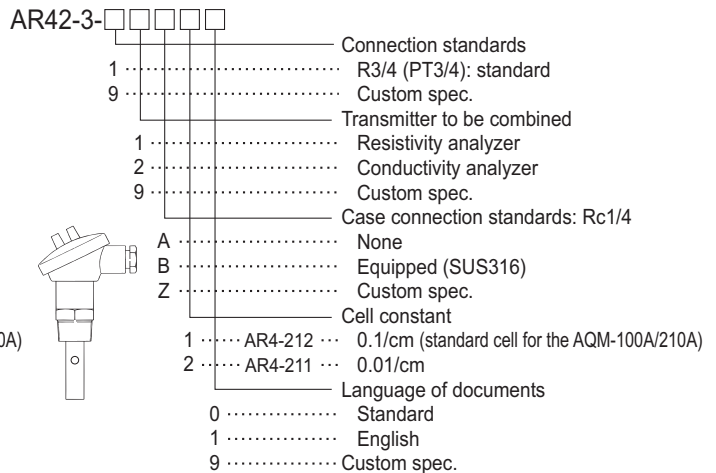 AR42-3-□□□□□
Connection standards
1 ··························· R3/4 (PT3/4): standard
9 ··························· Custom spec.
Transmitter to be combined
1 ························ Resistivity analyzer
2 ························ Conductivity analyzer
9 ························ Custom spec.
Case connection standards: Rc1/4
A ····················· None
B ····················· Equipped (SUS316)
Z ····················· Custom spec.
Cell constant
0A)
1 ······ AR4-212 ··· 0.1/cm (standard cell for the AQM-100A/210A)
2 ······ AR4-211 ··· 0.01/cm
Language of documents
0 ················ Standard
1 ················ English
9 ················ Custom spec.